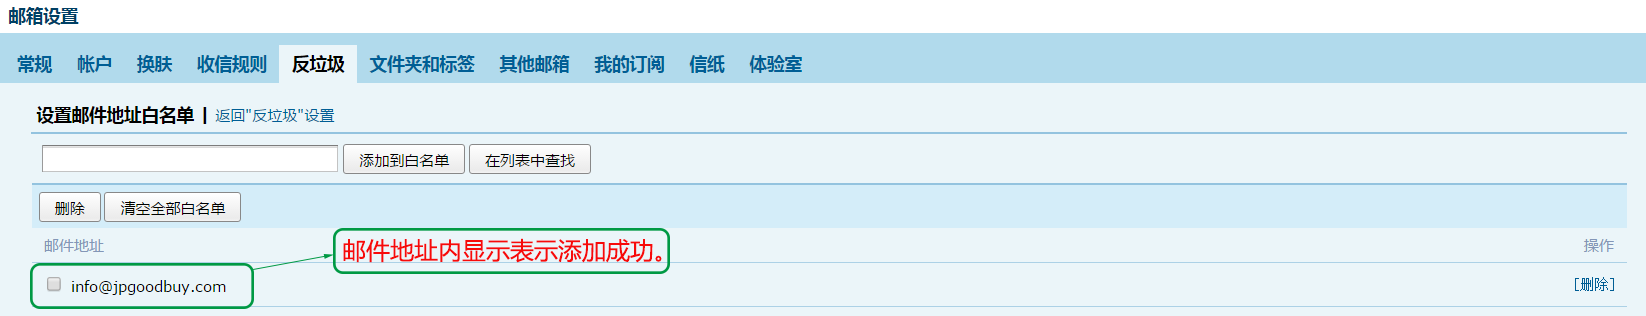 邮箱设置
常规 帐户 换肤 收信规则 反垃圾 文件夹和标签 其他邮箱 我的订阅 信纸 体验室
设置邮件地址白名单 | 返回"反垃圾"设置
添加到白名单 在列表中查找
删除 清空全部白名单
邮件地址 操作
邮件地址内显示表示添加成功。
info@jpgoodbuy.com [删除]